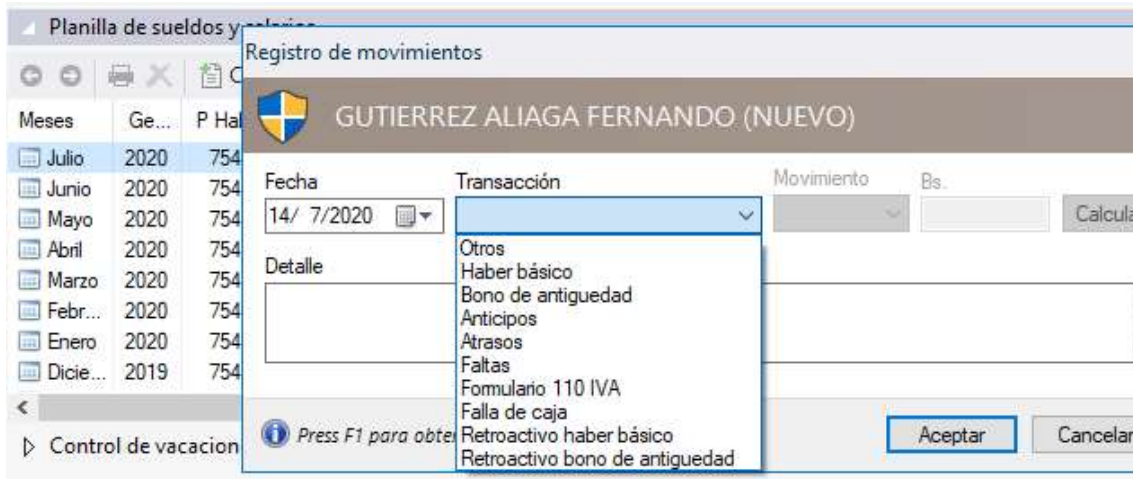 Planilla de sueldos y
Registro de movimientos
GUTIERREZ ALIAGA FERNANDO (NUEVO)
Meses Ge... P Hal
Julio 2020 754
Junio 2020 754
Mayo 2020 754
Abril 2020 754
Marzo 2020 754
Febr... 2020 754
Enero 2020 754
Dicie... 2019 754
Control de vacacion
Fecha Transacción Movimiento Bs.
14/ 7/2020 Calcula
Detalle
Otros
Haber básico
Bono de antiguedad
Anticipos
Atrasos
Faltas
Formulario 110 IVA
Falla de caja
Retroactivo haber básico
Retroactivo bono de antiguedad
Press F1 para obte
Aceptar Cancelar